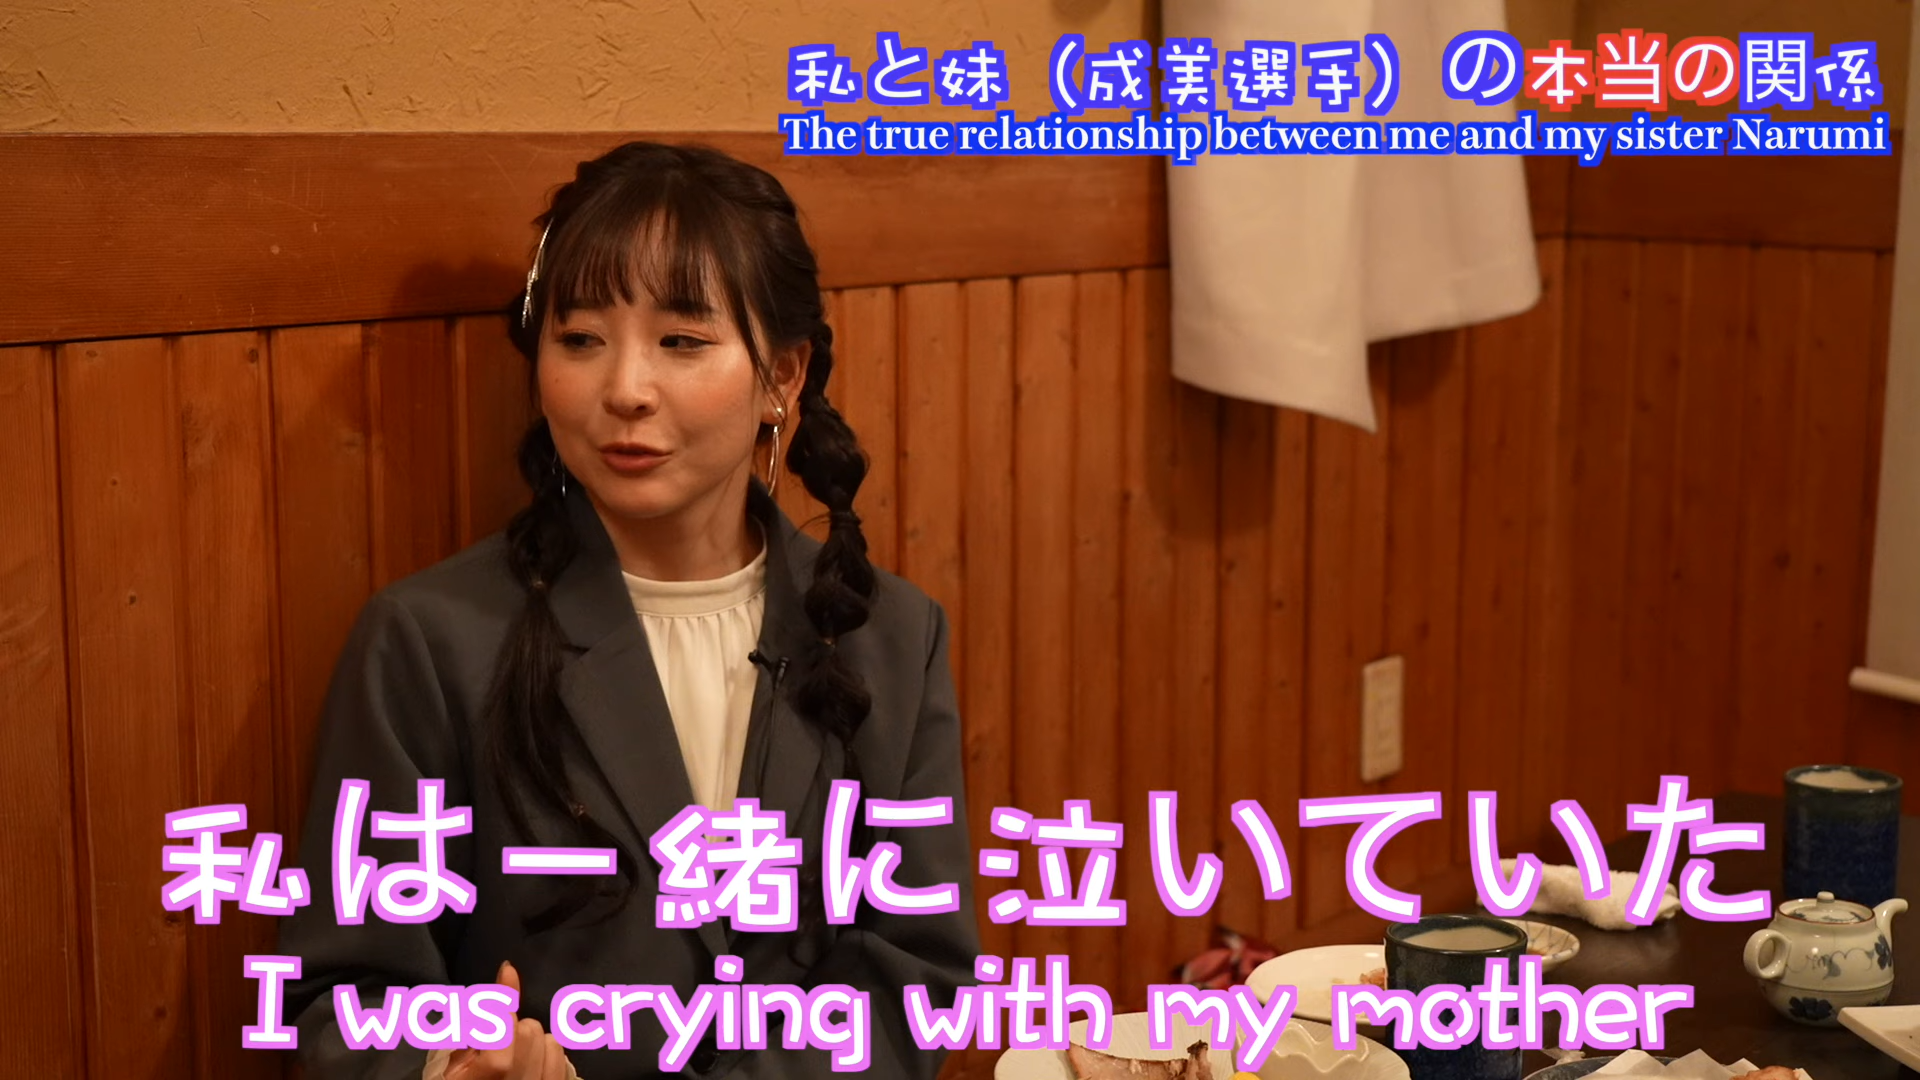 私と妹（成美選手）の本当の関係
The true relationship between me and my sister Narumi
私は一緒に泣いていた
I was crying with my mother